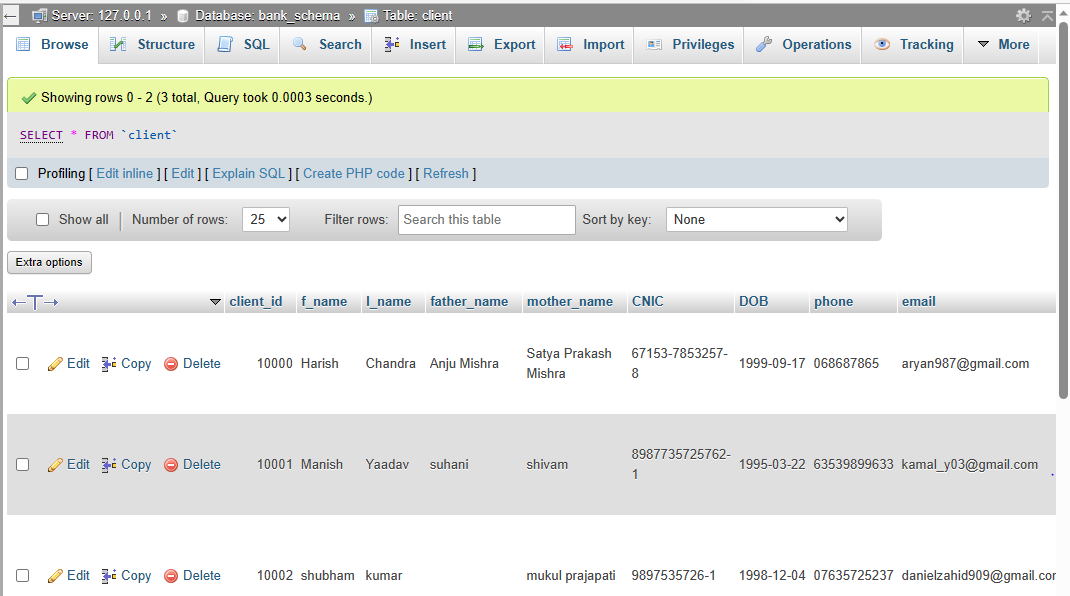 Server: 127.0.0.1 » Database: bank_schema » Table: client
Browse Structure SQL Search Insert Export Import Privileges Operations Tracking More
Showing rows 0 - 2 (3 total, Query took 0.0003 seconds.)
SELECT * FROM `client`
Profiling [ Edit inline ] [ Edit ] [ Explain SQL ] [ Create PHP code ] [ Refresh ]
Show all | Number of rows: 25 Filter rows: Search this table Sort by key: None
Extra options
←T→ client_id f_name l_name father_name mother_name CNIC DOB phone email
Edit Copy Delete 10000 Harish Chandra Anju Mishra Satya Prakash Mishra 67153-7853257-8 1999-09-17 068687865 aryan987@gmail.com
Edit Copy Delete 10001 Manish Yaadav suhani shivam 8987735725762-1 1995-03-22 63539899633 kamal_y03@gmail.com
Edit Copy Delete 10002 shubham kumar mukul prajapati 9897535726-1 1998-12-04 07635725237 danielzahid909@gmail.cor